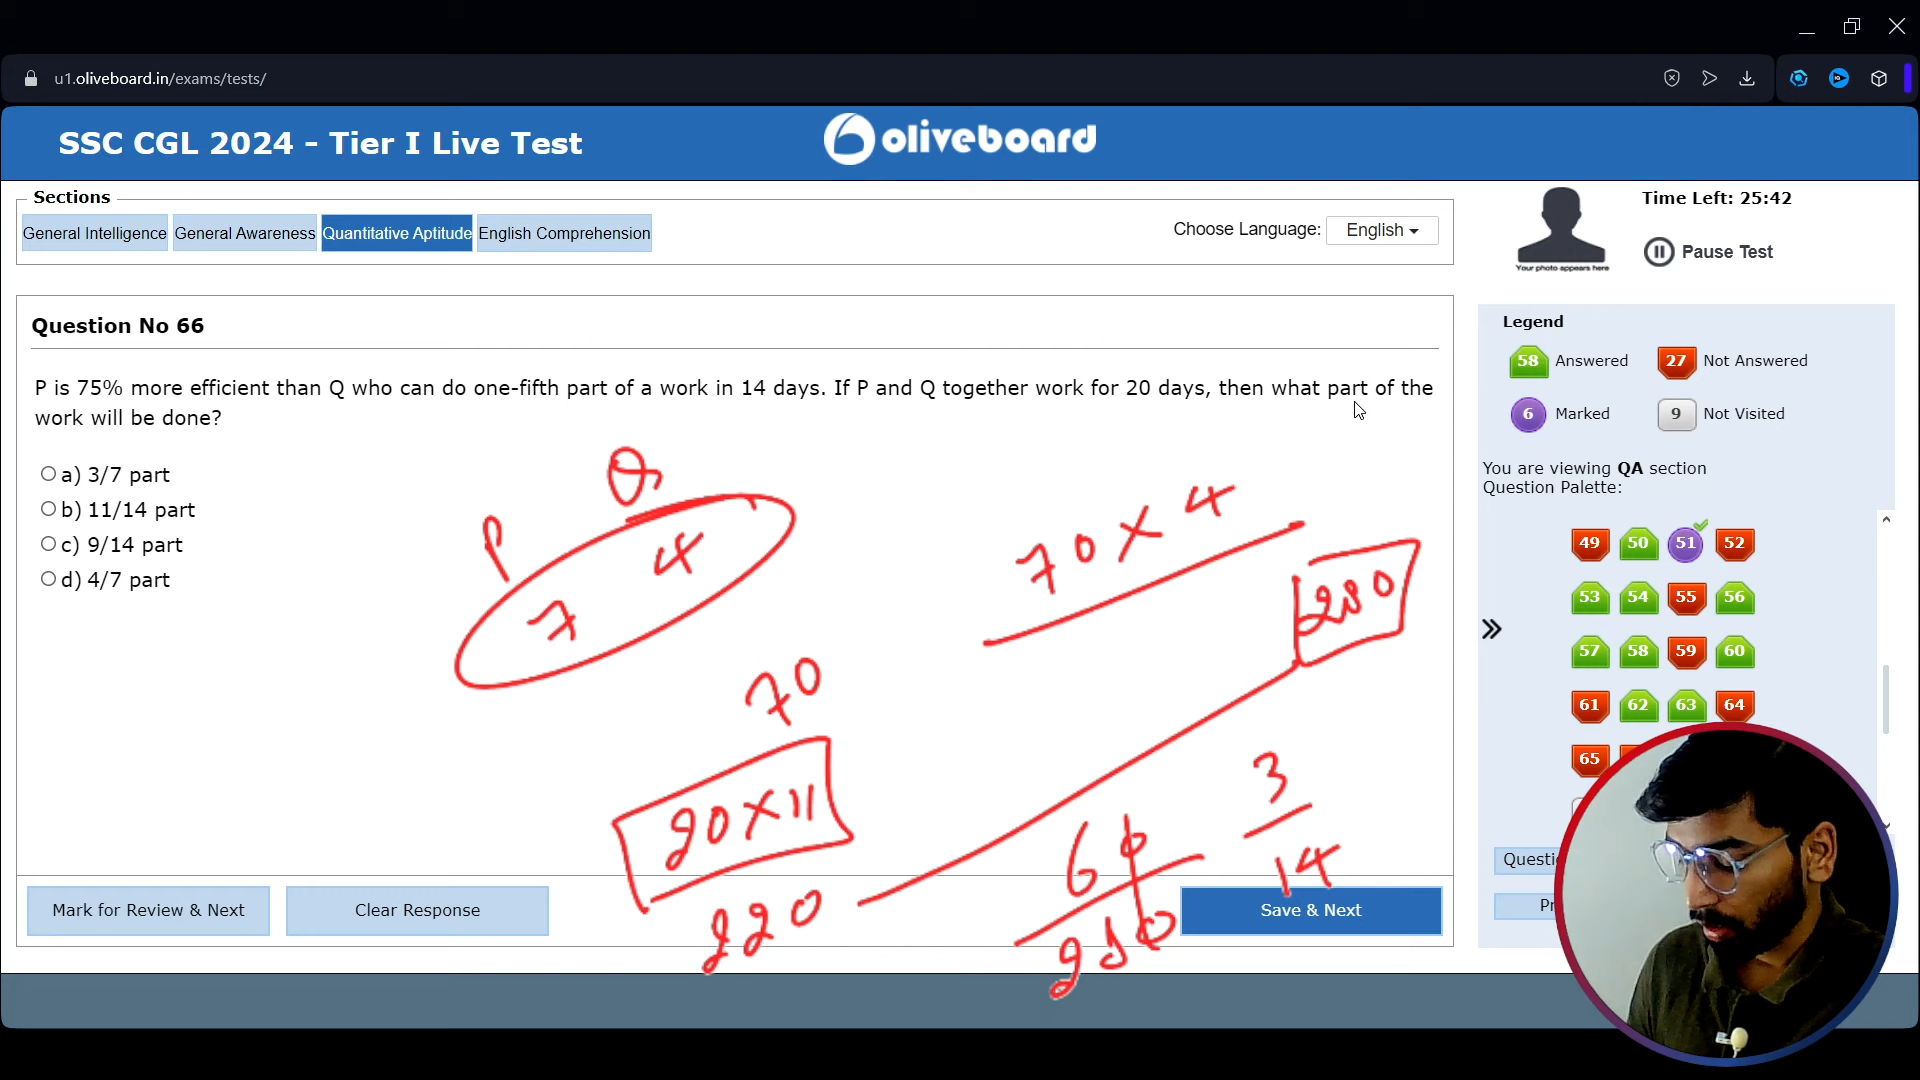 u1.oliveboard.in/exams/tests/
SSC CGL 2024 - Tier I Live Test
oliveboard
Sections
General Intelligence
General Awareness
Quantitative Aptitude
English Comprehension
Choose Language:
English
Your photo appears here
Time Left: 25:42
Pause Test
Question No 66
P is 75% more efficient than Q who can do one-fifth part of a work in 14 days. If P and Q together work for 20 days, then what part of the
work will be done?
a) 3/7 part
b) 11/14 part
c) 9/14 part
d) 4/7 part
P
Q
7
4
70 × 4
280
70
20 × 11
220
60
280
3
14
Mark for Review & Next
Clear Response
Save & Next
Legend
58 Answered
27 Not Answered
6 Marked
9 Not Visited
You are viewing QA section
Question Palette:
49 50 51 52
53 54 55 56
57 58 59 60
61 62 63 64
65